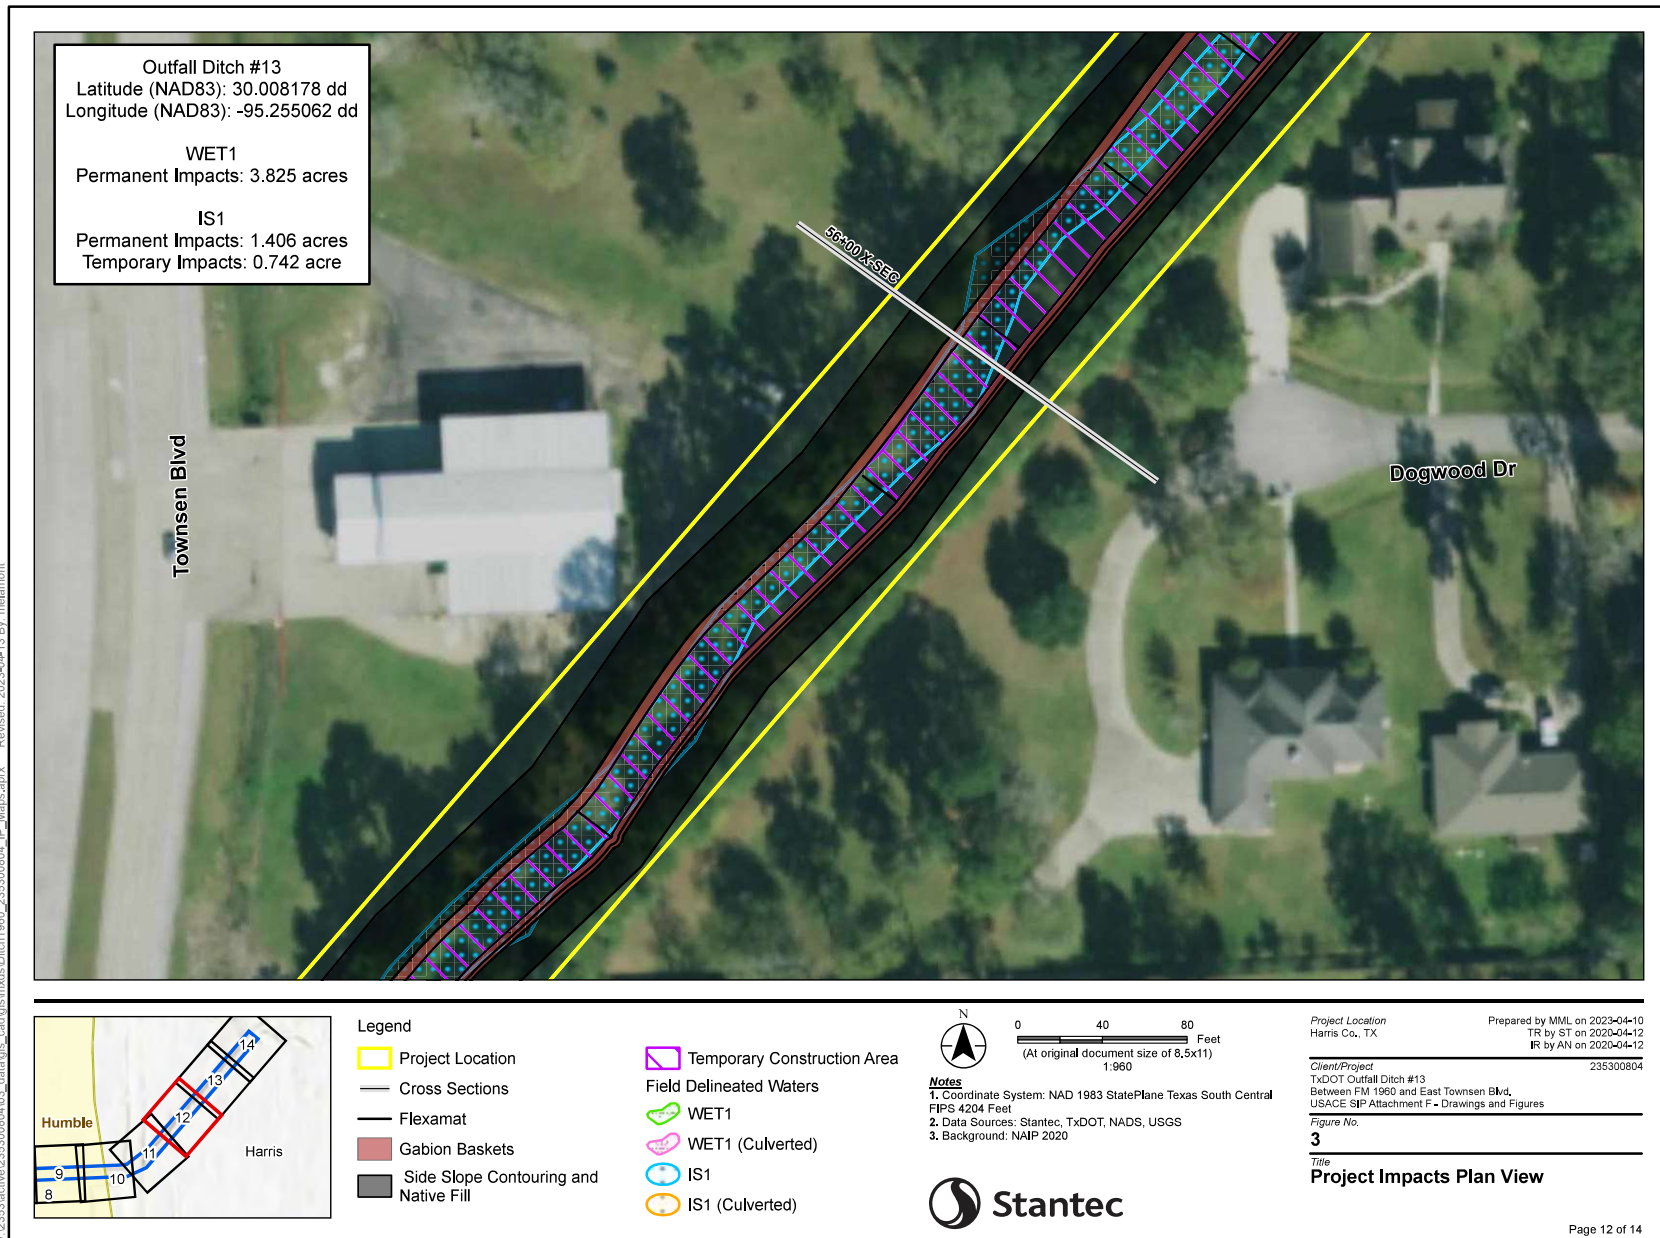 Outfall Ditch #13
Latitude (NAD83): 30.008178 dd
Longitude (NAD83): -95.255062 dd
WET1
Permanent Impacts: 3.825 acres
IS1
Permanent Impacts: 1.406 acres
Temporary Impacts: 0.742 acre
56+00 X-SEC
Townsen Blvd
Dogwood Dr
Revised: 2023-04-13 By:
Humble
Harris
8
9
10
11
12
13
14
Legend
Project Location
Cross Sections
Flexamat
Gabion Baskets
Side Slope Contouring and
Native Fill
Temporary Construction Area
Field Delineated Waters
WET1
WET1 (Culverted)
IS1
IS1 (Culverted)
N
0 40 80
Feet
(At original document size of 8.5x11)
1:960
Notes
1. Coordinate System: NAD 1983 StatePlane Texas South Central
FIPS 4204 Feet
2. Data Sources: Stantec, TxDOT, NADS, USGS
3. Background: NAIP 2020
Stantec
Project Location
Harris Co., TX
Prepared by MML on 2023-04-10
TR by ST on 2020-04-12
IR by AN on 2020-04-12
Client/Project 235300804
TxDOT Outfall Ditch #13
Between FM 1960 and East Townsen Blvd.
USACE SIP Attachment F - Drawings and Figures
Figure No.
3
Title
Project Impacts Plan View
Page 12 of 14